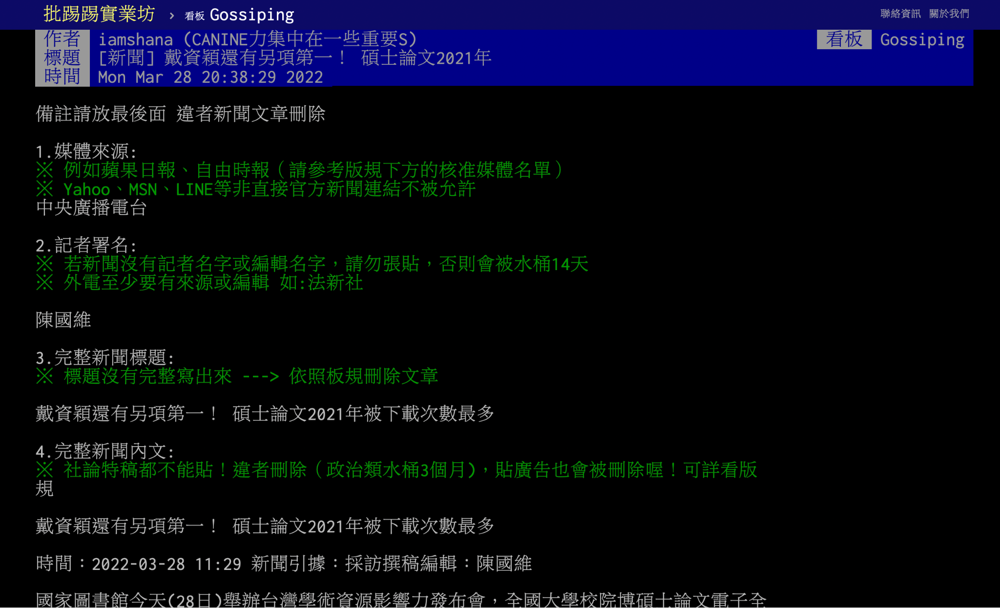 批踢踢實業坊 › 看板 Gossiping 聯絡資訊 關於我們
作者 iamshana (CANINE力集中在一些重要S) 看板 Gossiping
標題 [新聞] 戴資穎還有另項第一！ 碩士論文2021年
時間 Mon Mar 28 20:38:29 2022
備註請放最後面 違者新聞文章刪除
1.媒體來源:
※ 例如蘋果日報、自由時報（請參考版規下方的核准媒體名單）
※ Yahoo、MSN、LINE等非直接官方新聞連結不被允許
中央廣播電台
2.記者署名:
※ 若新聞沒有記者名字或編輯名字，請勿張貼，否則會被水桶14天
※ 外電至少要有來源或編輯 如:法新社
陳國維
3.完整新聞標題:
※ 標題沒有完整寫出來 ---> 依照板規刪除文章
戴資穎還有另項第一！ 碩士論文2021年被下載次數最多
4.完整新聞內文:
※ 社論特稿都不能貼！違者刪除（政治類水桶3個月)，貼廣告也會被刪除喔！可詳看版
規
戴資穎還有另項第一！ 碩士論文2021年被下載次數最多
時間：2022-03-28 11:29 新聞引據：採訪撰稿編輯：陳國維
國家圖書館今天(28日)舉辦台灣學術資源影響力發布會，全國大學校院博碩士論文電子全